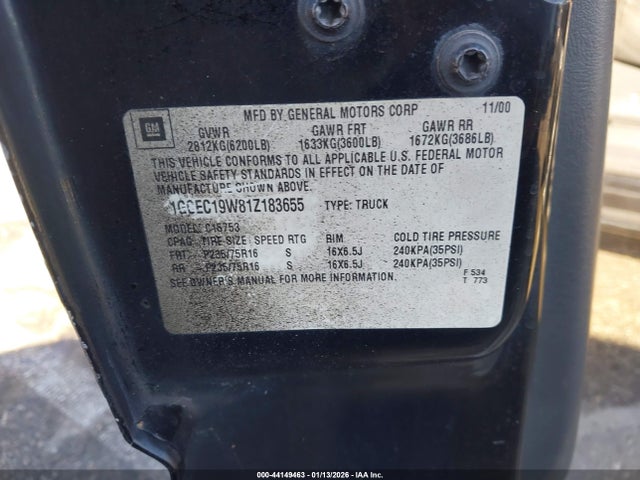 MFD BY GENERAL MOTORS CORP 11/00
GM
GVWR GAWR FRT GAWR RR
2812KG(6200LB) 1633KG(3600LB) 1672KG(3686LB)
THIS VEHICLE CONFORMS TO ALL APPLICABLE U.S. FEDERAL MOTOR
VEHICLE SAFETY STANDARDS IN EFFECT ON THE DATE OF
MANUFACTURE SHOWN ABOVE.
1GCEC19W81Z183655 TYPE: TRUCK
MODEL: C15753
CPAC TIRE SIZE SPEED RTG RIM COLD TIRE PRESSURE
FRT P235/75R16 S 16X6.5J 240KPA(35PSI)
RR P235/75R16 S 16X6.5J 240KPA(35PSI)
SEE OWNER'S MANUAL FOR MORE INFORMATION.
F 534
T 773
000-44149463 - 01/13/2026 - IAA Inc.